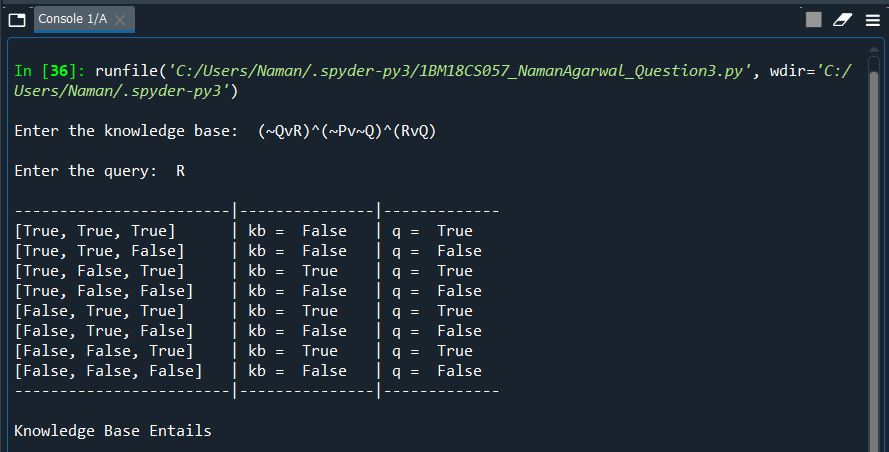 Console 1/A
In [36]: runfile('C:/Users/Naman/.spyder-py3/1BM18CS057_NamanAgarwal_Question3.py', wdir='C:/
Users/Naman/.spyder-py3')
Enter the knowledge base:  (~QvR)^(~Pv~Q)^(RvQ)
Enter the query:  R
------------------------|---------------|-------------
[True, True, True]      | kb =  False   | q =  True
[True, True, False]     | kb =  False   | q =  False
[True, False, True]     | kb =  True    | q =  True
[True, False, False]    | kb =  False   | q =  False
[False, True, True]     | kb =  True    | q =  True
[False, True, False]    | kb =  False   | q =  False
[False, False, True]    | kb =  True    | q =  True
[False, False, False]   | kb =  False   | q =  False
------------------------|---------------|-------------
Knowledge Base Entails